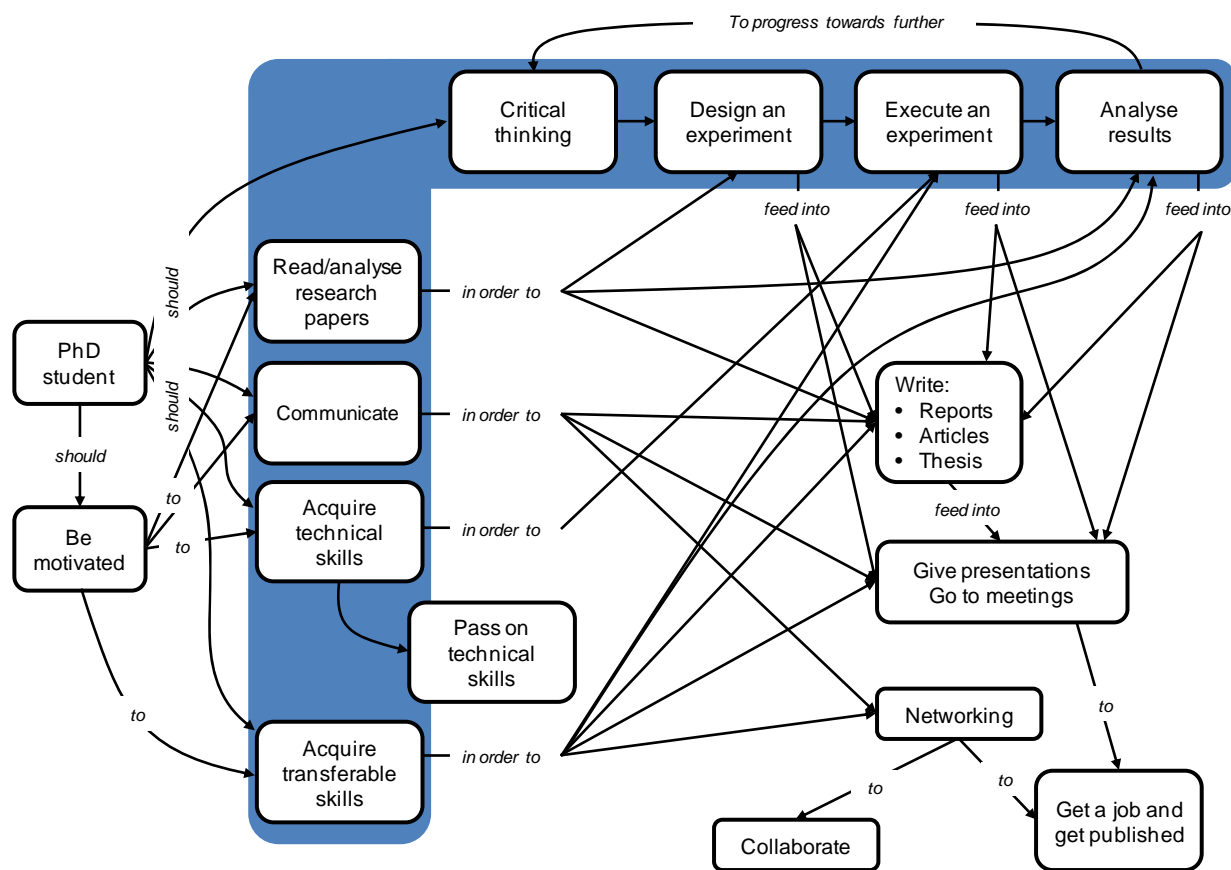 To progress towards further
Critical
thinking
Design an
experiment
Execute an
experiment
Analyse
results
feed into
feed into
feed into
Read/analyse
research
papers
in order to
should
PhD
student
should
Communicate
in order to
Write:
• Reports
• Articles
• Thesis
should
feed into
Be
motivated
to
to
Acquire
technical
skills
in order to
Give presentations
Go to meetings
Pass on
technical
skills
to
Acquire
transferable
skills
in order to
Networking
to
to
to
Collaborate
Get a job and
get published